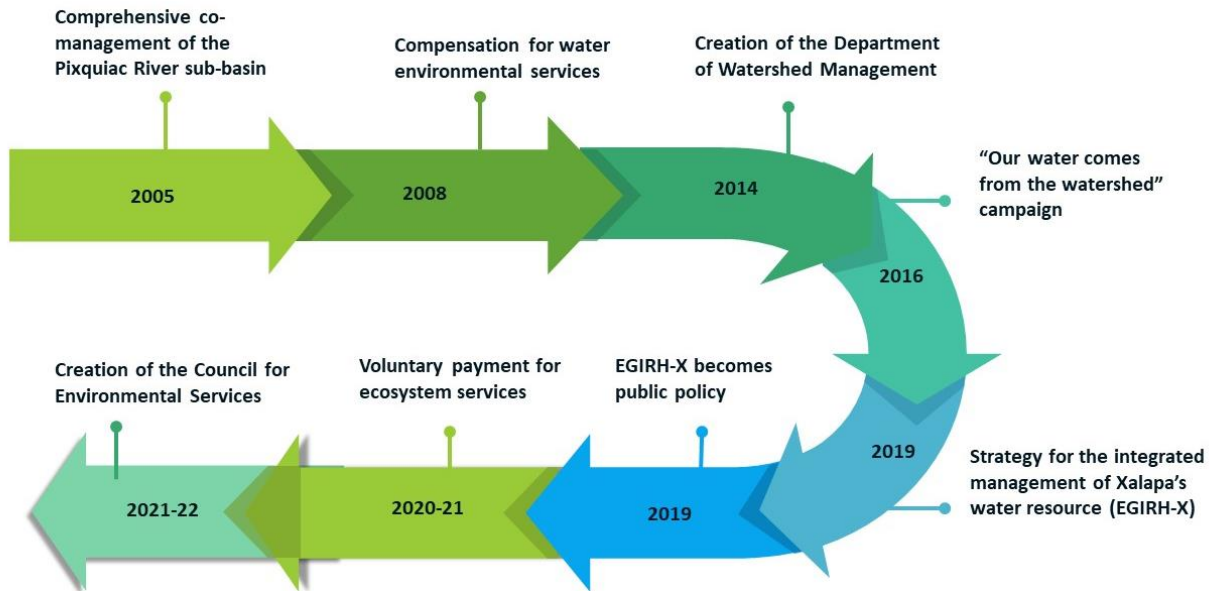 Comprehensive co-
management of the
Pixquiac River sub-basin
2005
Compensation for water
environmental services
2008
Creation of the Department
of Watershed Management
2014
“Our water comes
from the watershed”
campaign
2016
Strategy for the integrated
management of Xalapa’s
water resource (EGIRH-X)
2019
EGIRH-X becomes
public policy
2019
Voluntary payment for
ecosystem services
2020-21
Creation of the Council for
Environmental Services
2021-22